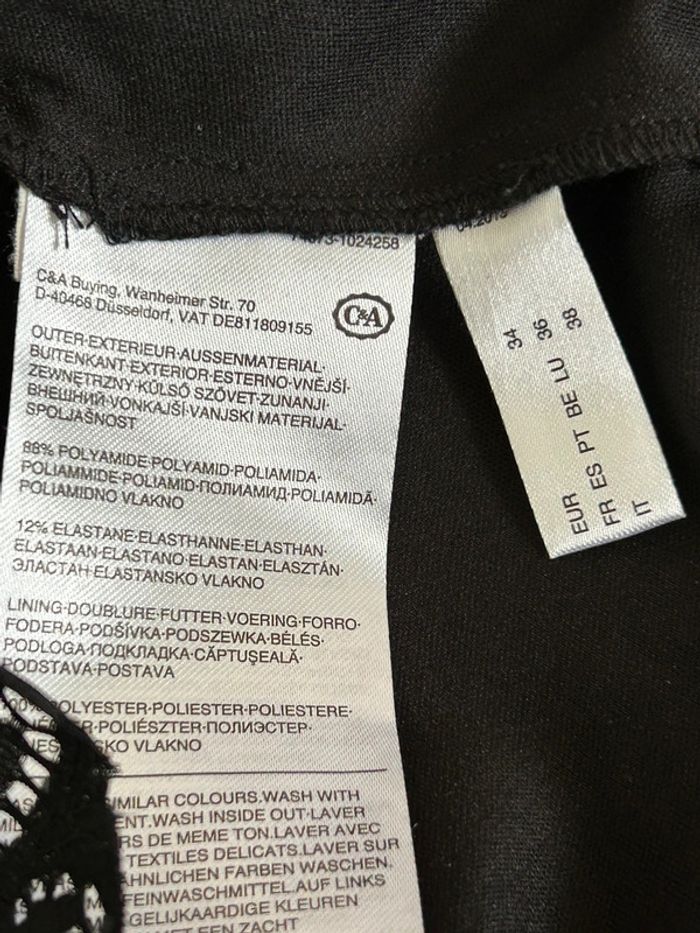 -1024258
C&A Buying, Wanheimer Str. 70
D-40468 Düsseldorf, VAT DE811809155
C&A
OUTER·EXTERIEUR·AUSSENMATERIAL·
BUITENKANT·EXTERIOR·ESTERNO·VNĚJŠÍ·
ZEWNĘTRZNY·KÜLSŐ SZÖVET·ZUNANJI·
ВНЕШНИЙ·VONKAJŠÍ·VANJSKI MATERIJAL·
SPOLJAŠNOST
88% POLYAMIDE·POLYAMID·POLIAMIDA·
POLIAMMIDE·POLIAMID·ПОЛИАМИД·POLIAMIDĂ·
POLIAMIDNO VLAKNO
12% ELASTANE·ELASTHANNE·ELASTHAN·
ELASTAAN·ELASTANO·ELASTAN·ELASZTÁN·
ЭЛАСТАН·ELASTANSKO VLAKNO
LINING·DOUBLURE·FUTTER·VOERING·FORRO·
FODERA·PODŠÍVKA·PODSZEWKA·BÉLÉS·
PODLOGA·ПОДКЛАДКА·CĂPTUŞEALĂ·
PODSTAVA·POSTAVA
100% POLYESTER·POLIESTER·POLIESTERE·
R·POLIÉSZTER·ПОЛИЭСТЕР·
SKO VLAKNO
SIMILAR COLOURS.WASH WITH
ENT.WASH INSIDE OUT·LAVER
RS DE MEME TON.LAVER AVEC
TEXTILES DELICATS.LAVER SUR
ÄHNLICHEN FARBEN WASCHEN.
FEINWASCHMITTEL.AUF LINKS
GELIJKAARDIGE KLEUREN
EN ZACHT
EUR 34
FR ES PT BE LU 36
IT 38